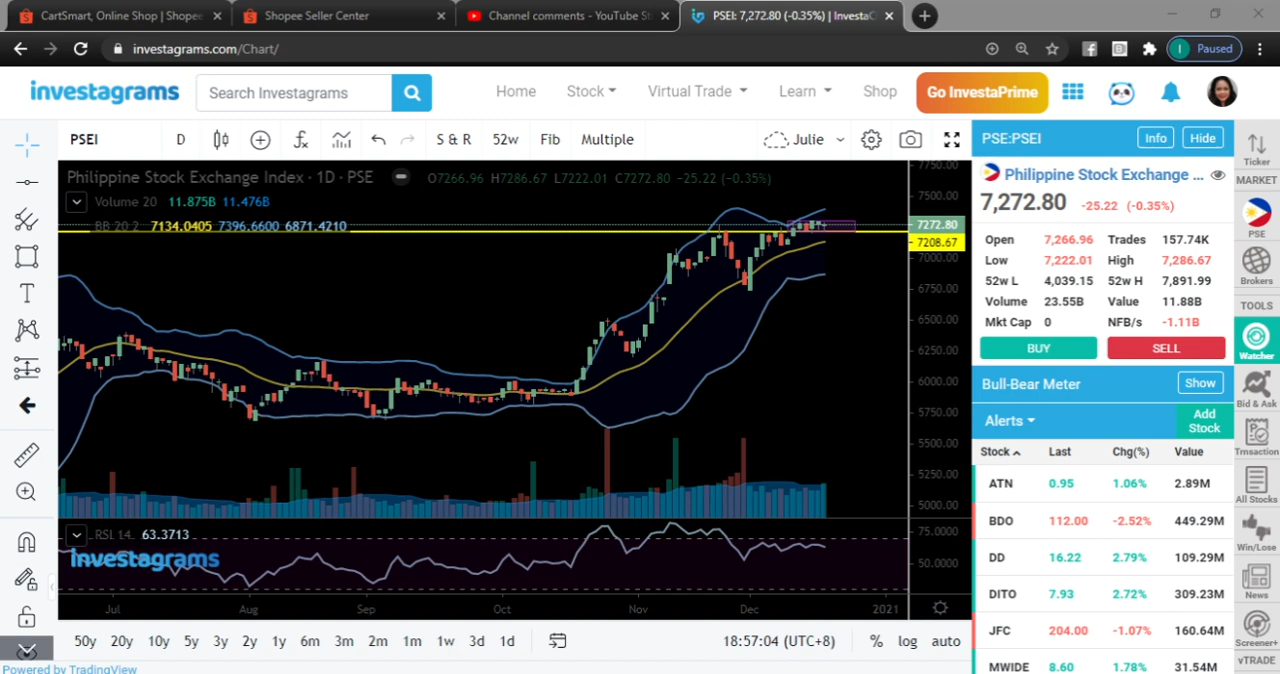 CartSmart, Online Shop | Shopee
Shopee Seller Center
Channel comments - YouTube St
PSEI: 7,272.80 (-0.35%) | InvestaC
investagrams.com/Chart/
I Paused
investagrams
Search Investagrams
Home
Stock
Virtual Trade
Learn
Shop
Go InvestaPrime
PSEI
D
S & R
52w
Fib
Multiple
Julie
Philippine Stock Exchange Index · 1D · PSE
O7266.96 H7286.67 L7222.01 C7272.80 -25.22 (-0.35%)
Volume 20 11.875B 11.476B
BB 20 2 7134.0405 7396.6600 6871.4210
7750.00
7500.00
7272.80
7208.67
7000.00
6750.00
6500.00
6250.00
6000.00
5750.00
5500.00
5250.00
5000.00
RSI 14 63.3713
investagrams
75.0000
50.0000
Jul Aug Sep Oct Nov Dec 2021
50y 20y 10y 5y 3y 2y 1y 6m 3m 2m 1m 1w 3d 1d
18:57:04 (UTC+8)
% log auto
Powered by TradingView
PSE:PSEI
Info
Hide
Philippine Stock Exchange ...
7,272.80 -25.22 (-0.35%)
Open 7,266.96 Trades 157.74K
Low 7,222.01 High 7,286.67
52w L 4,039.15 52w H 7,891.99
Volume 23.55B Value 11.88B
Mkt Cap 0 NFB/s -1.11B
BUY
SELL
Bull-Bear Meter
Show
Alerts
Add
Stock
Stock Last Chg(%) Value
ATN 0.95 1.06% 2.89M
BDO 112.00 -2.52% 449.29M
DD 16.22 2.79% 109.29M
DITO 7.93 2.72% 309.23M
JFC 204.00 -1.07% 160.64M
MWIDE 8.60 1.78% 31.54M
Ticker
MARKET
PSE
Brokers
TOOLS
Watcher
Bid & Ask
Trnsaction
All Stocks
Win/Lose
News
Screener+
vTRADE